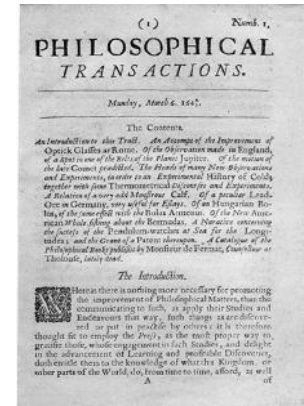 (1)
Numb. 1.
PHILOSOPHICAL
TRANSACTIONS.
Munday, March 6. 166⅘.
The Contents.
An Introduction to this Tract. An Accompt of the Improvement of
Optick Glasses at Rome. Of the Observation made in England,
of a Spot in one of the Belts of the Planet Jupiter. Of the motion of
the late Comet prædicted. The Heads of many New Observations
and Experiments, in order to an Experimental History of Cold;
together with some Thermometrical Discourses and Experiments.
A Relation of a very odd Monstrous Calf. Of a peculiar Lead-
Ore in Germany, very useful for Essays. Of an Hungarian Bo-
lus, of the same effect with the Bolus Armenus. Of the New Ame-
rican Whale-fishing about the Bermudas. A Narrative concerning
the success of the Pendulum-watches at Sea for the Longi-
tudes; and the Grant of a Patent thereupon. A Catalogue of the
Philosophical Books publisht by Monsieur de Fermat, Counsellour at
Tholouse, lately dead.
The Introduction.
WHereas there is nothing more necessary for promoting
the improvement of Philosophical Matters, than the
communicating to such, as apply their Studies and
Endeavours that way, such things as are discove-
red or put in practise by others; it is therefore
thought fit to employ the Press, as the most proper way to
gratifie those, whose engagement in such Studies, and delight
in the advancement of Learning and profitable Discoveries,
doth entitle them to the knowledge of what this Kingdom, or
other parts of the World, do, from time to time, afford, as well
A
of